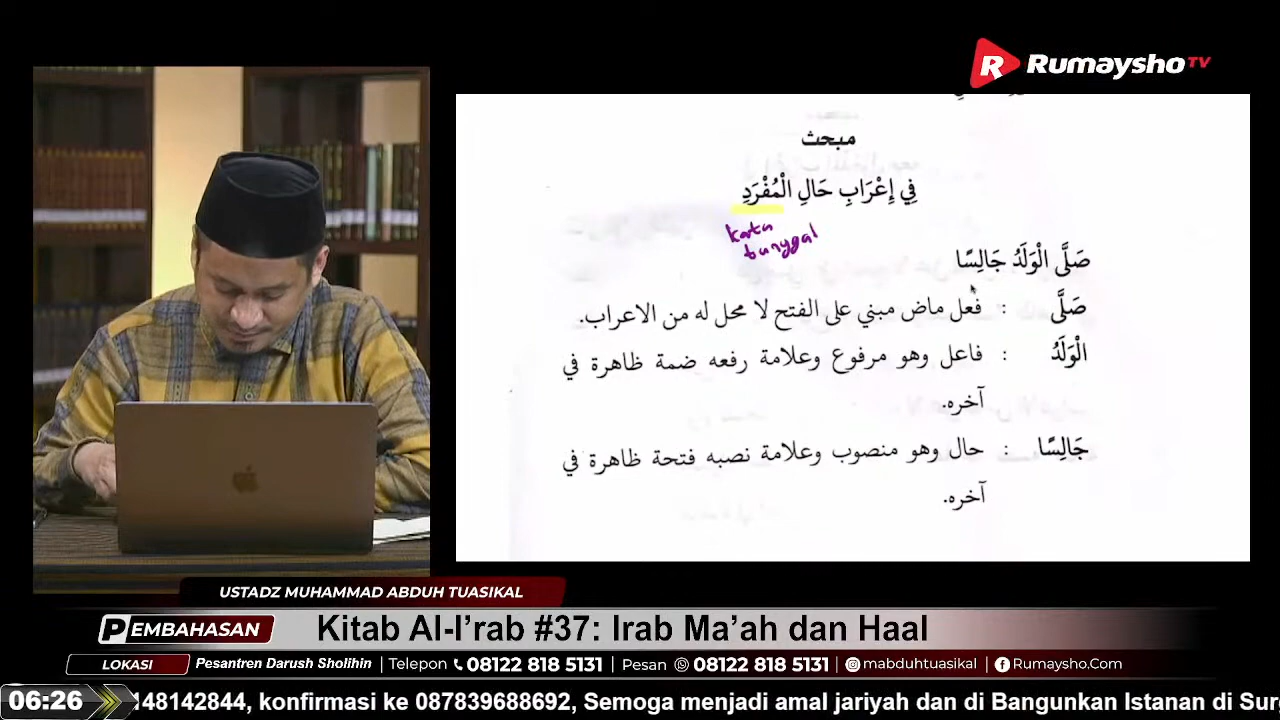 Rumaysho TV
مبحث
فِي إِعْرَابِ حَالِ الْمُفْرَدِ
kata
tunggal
صَلَّى الْوَلَدُ جَالِسًا
صَلَّى : فعل ماض مبني على الفتح لا محل له من الاعراب.
الْوَلَدُ : فاعل وهو مرفوع وعلامة رفعه ضمة ظاهرة في
آخره.
جَالِسًا : حال وهو منصوب وعلامة نصبه فتحة ظاهرة في
آخره.
USTADZ MUHAMMAD ABDUH TUASIKAL
PEMBAHASAN Kitab Al-I’rab #37: Irab Ma’ah dan Haal
LOKASI Pesantren Darush Sholihin | Telepon 08122 818 5131 | Pesan 08122 818 5131 | mabduhtuasikal | Rumaysho.Com
06:26 148142844, konfirmasi ke 087839688692, Semoga menjadi amal jariyah dan di Bangunkan Istanan di Sur